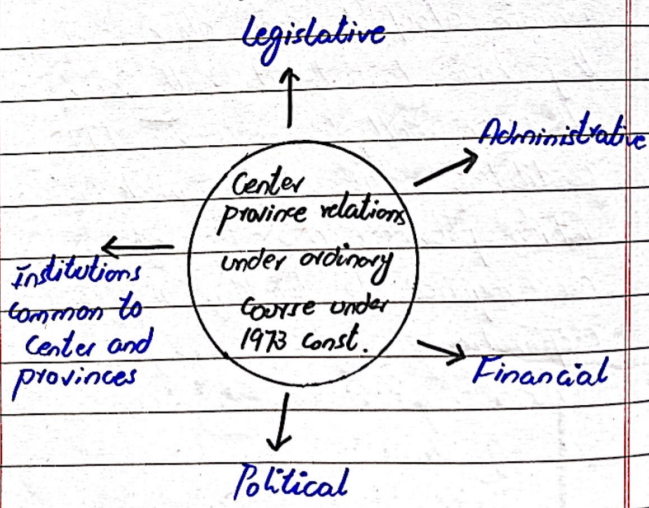 Legislative
Administrative
Center
province relations
under ordinary
course under
1973 const.
Institutions
common to
center and
provinces
Financial
Political